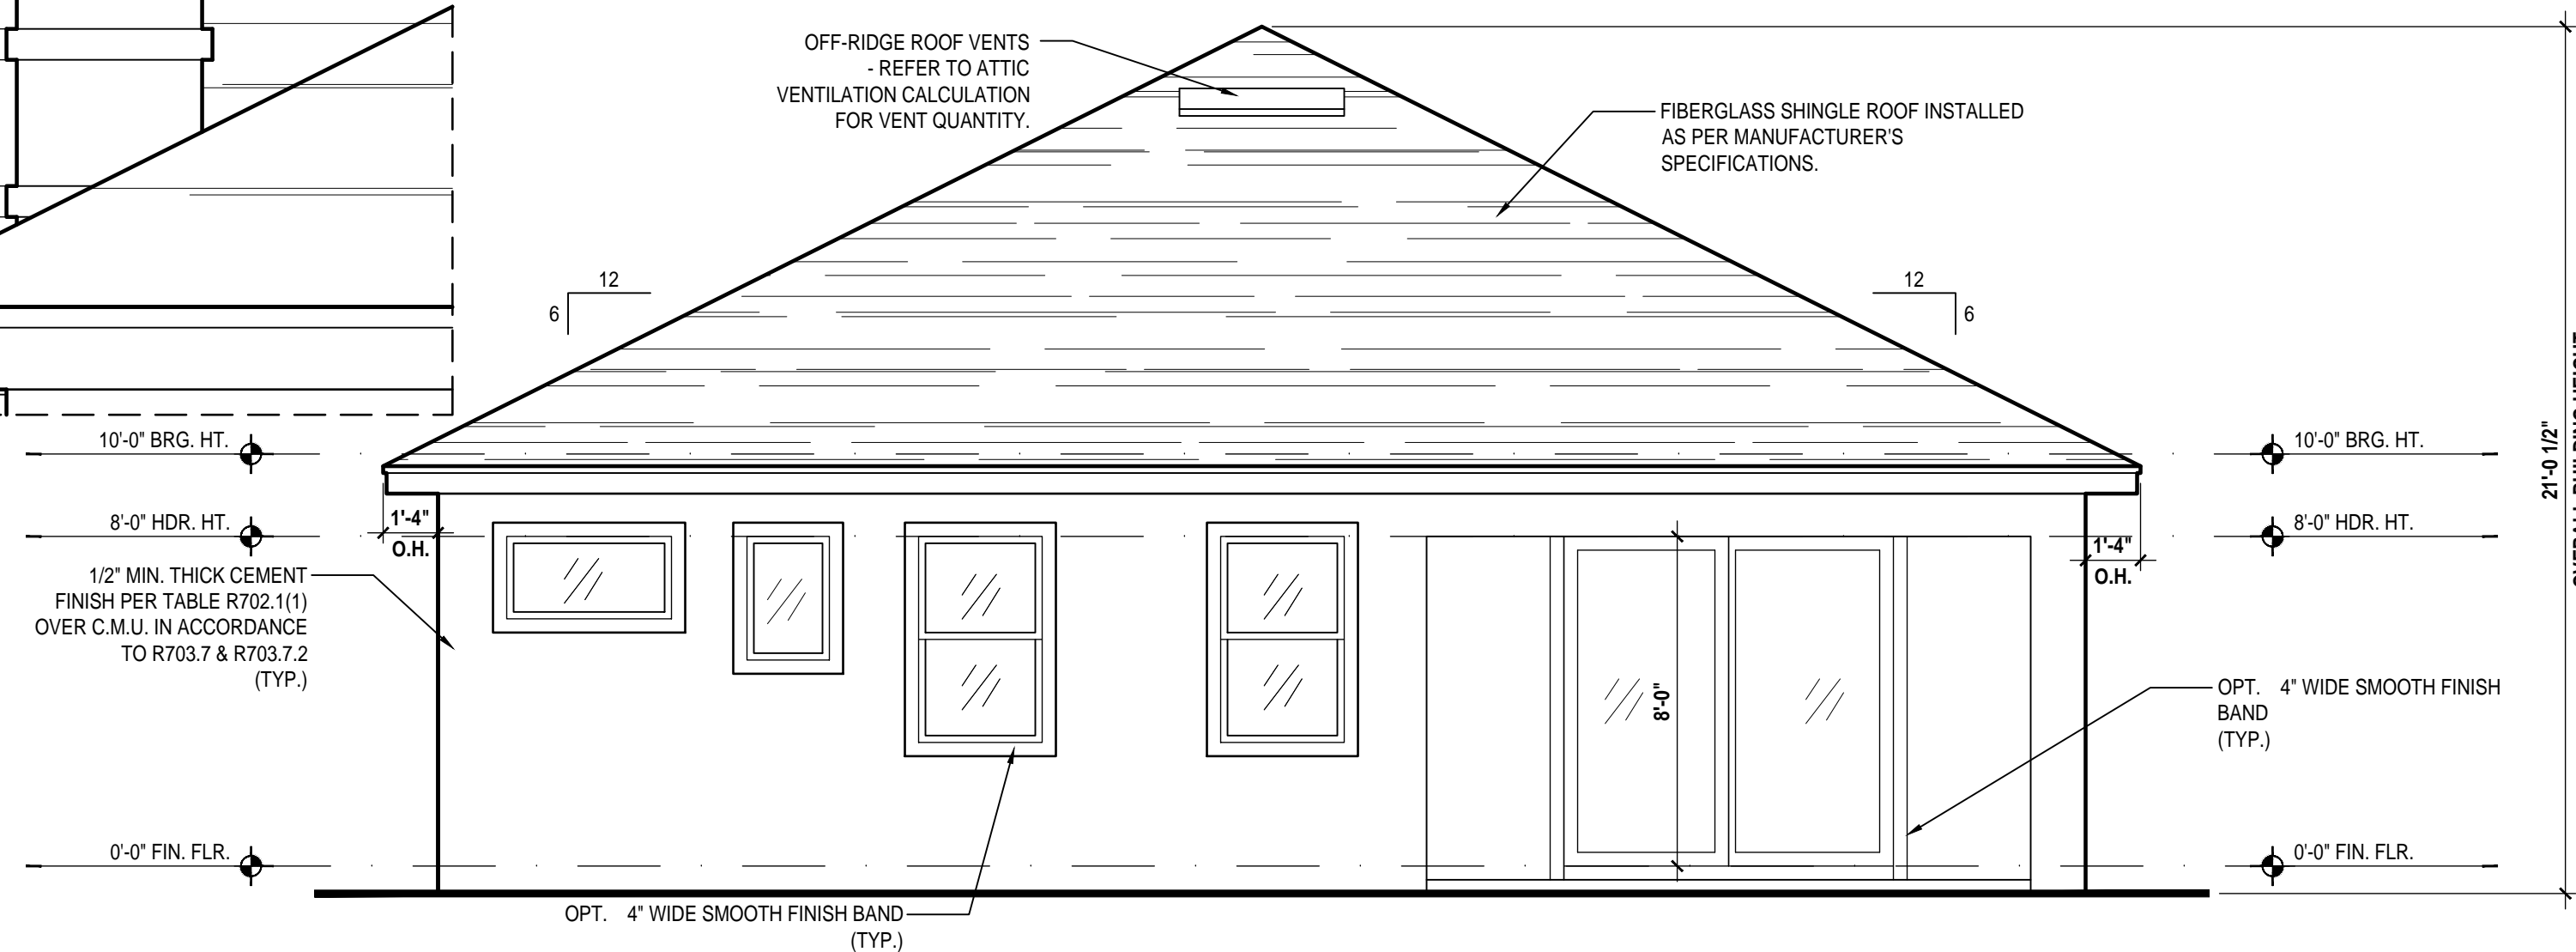 OFF-RIDGE ROOF VENTS
- REFER TO ATTIC
VENTILATION CALCULATION
FOR VENT QUANTITY.
FIBERGLASS SHINGLE ROOF INSTALLED
AS PER MANUFACTURER'S
SPECIFICATIONS.
12
6
12
6
10'-0" BRG. HT.
10'-0" BRG. HT.
8'-0" HDR. HT.
8'-0" HDR. HT.
1'-4"
O.H.
1'-4"
O.H.
21'-0 1/2"
OVERALL BUILDING HEIGHT
1/2" MIN. THICK CEMENT
FINISH PER TABLE R702.1(1)
OVER C.M.U. IN ACCORDANCE
TO R703.7 & R703.7.2
(TYP.)
8'-0"
OPT. 4" WIDE SMOOTH FINISH
BAND
(TYP.)
0'-0" FIN. FLR.
0'-0" FIN. FLR.
OPT. 4" WIDE SMOOTH FINISH BAND
(TYP.)